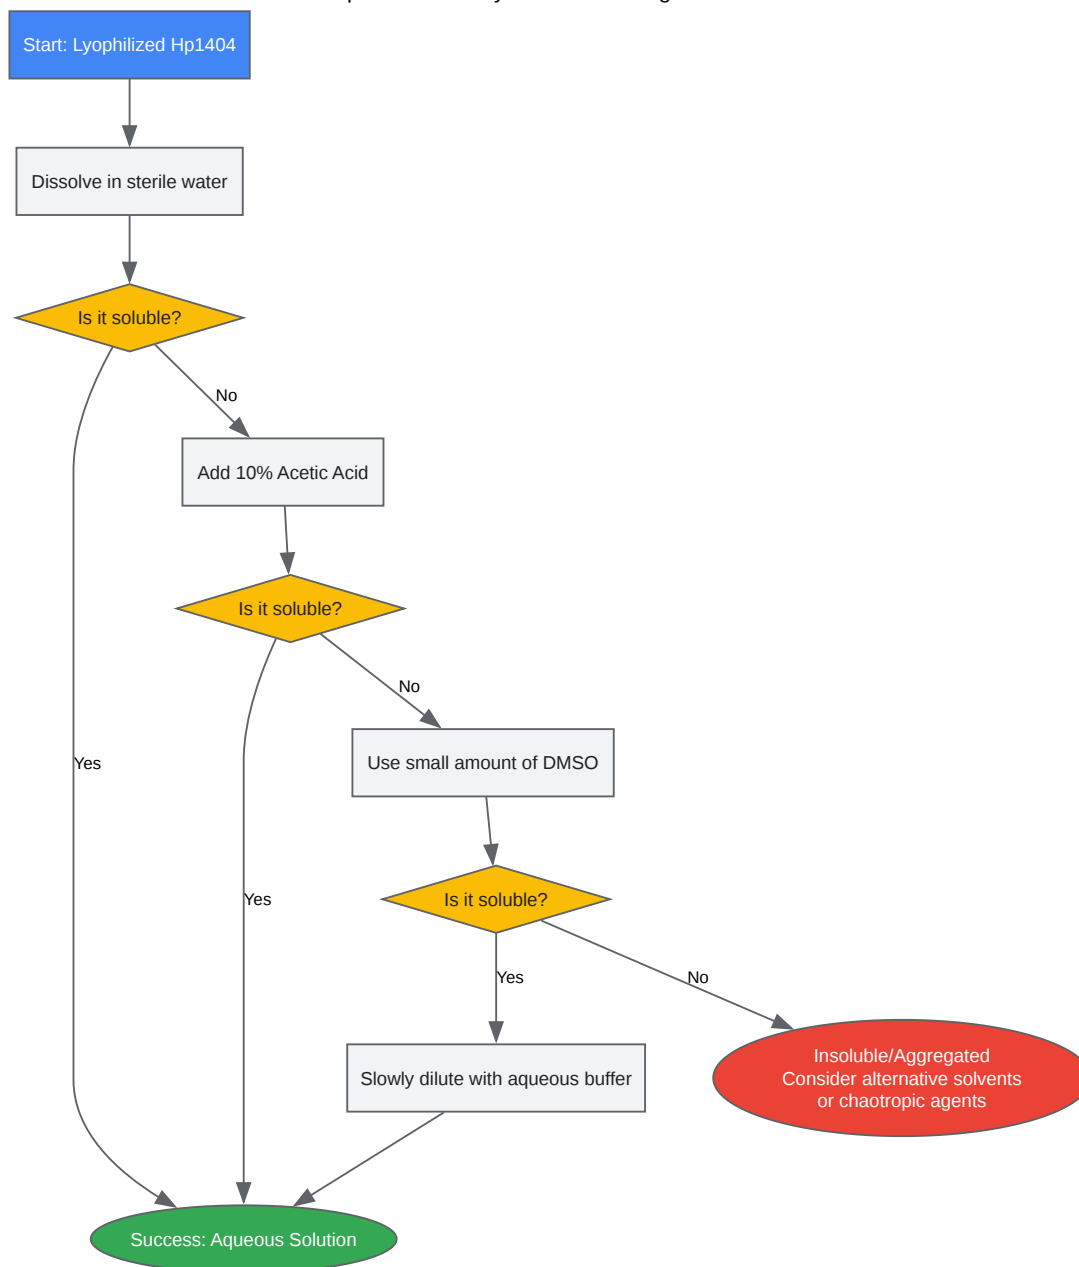 Start: Lyophilized Hp1404
Dissolve in sterile water
Is it soluble?
No
Add 10% Acetic Acid
Is it soluble?
No
Use small amount of DMSO
Yes
Is it soluble?
Yes
Yes
No
Slowly dilute with aqueous buffer
Insoluble/Aggregated
Consider alternative solvents
or chaotropic agents
Success: Aqueous Solution